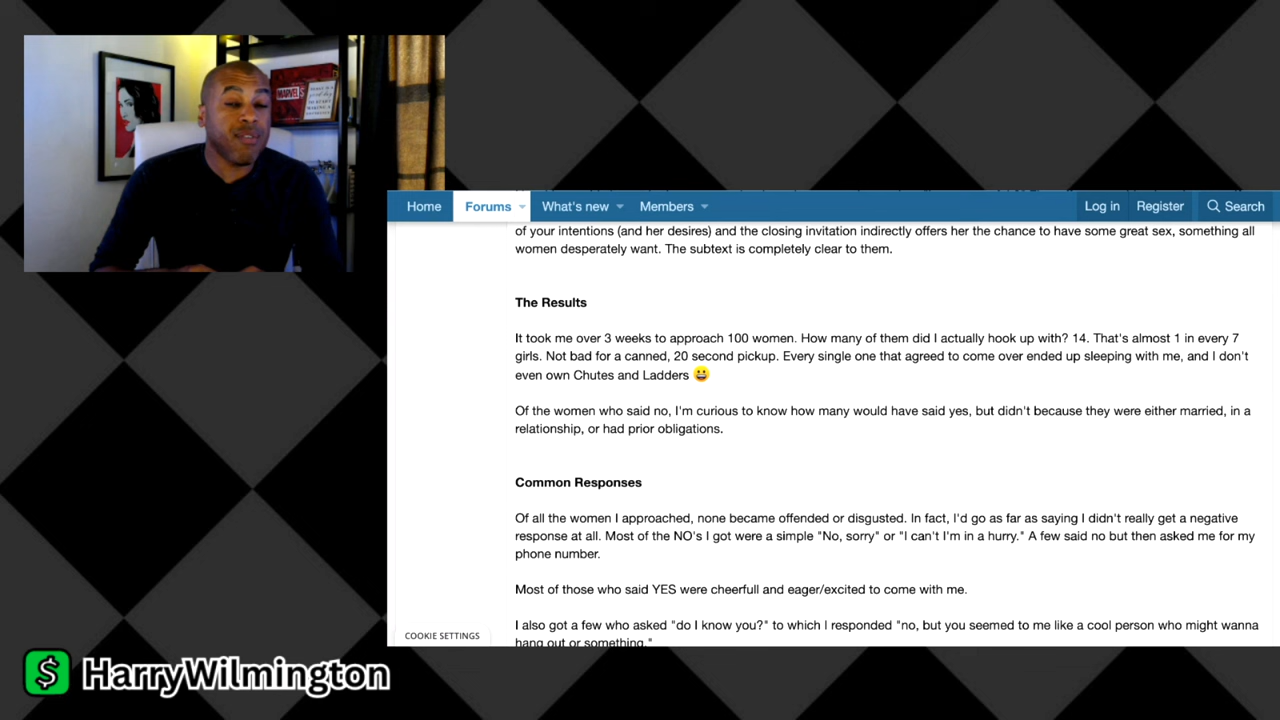 MARVEL
Home
Forums
What's new
Members
Log in
Register
Search
of your intentions (and her desires) and the closing invitation indirectly offers her the chance to have some great sex, something all
women desperately want. The subtext is completely clear to them.
The Results
It took me over 3 weeks to approach 100 women. How many of them did I actually hook up with? 14. That's almost 1 in every 7
girls. Not bad for a canned, 20 second pickup. Every single one that agreed to come over ended up sleeping with me, and I don't
even own Chutes and Ladders 😀
Of the women who said no, I'm curious to know how many would have said yes, but didn't because they were either married, in a
relationship, or had prior obligations.
Common Responses
Of all the women I approached, none became offended or disgusted. In fact, I'd go as far as saying I didn't really get a negative
response at all. Most of the NO's I got were a simple "No, sorry" or "I can't I'm in a hurry." A few said no but then asked me for my
phone number.
Most of those who said YES were cheerfull and eager/excited to come with me.
I also got a few who asked "do I know you?" to which I responded "no, but you seemed to me like a cool person who might wanna
hang out or something."
COOKIE SETTINGS
$ HarryWilmington